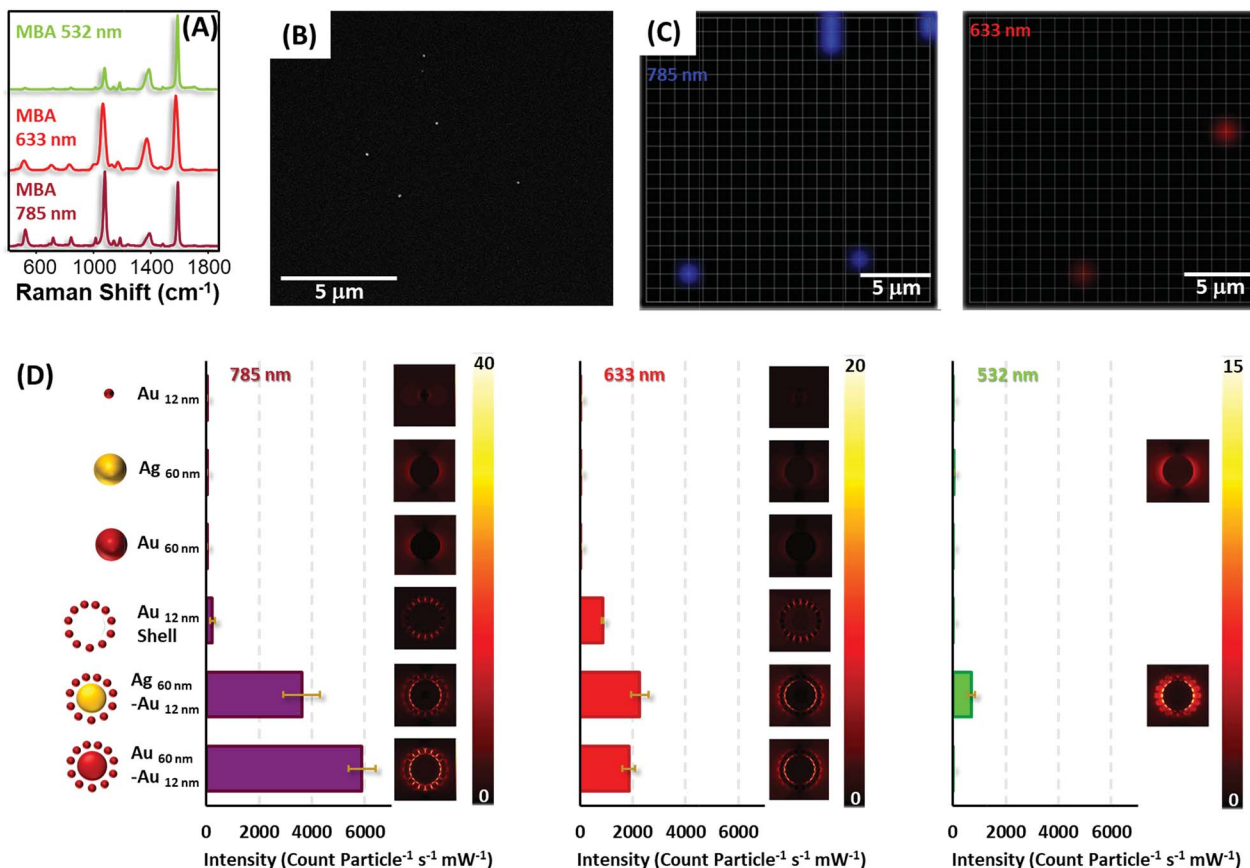 (A)
MBA 532 nm
MBA
633 nm
MBA
785 nm
600 1000 1400 1800
Raman Shift (cm⁻¹)
(B)
5 μm
(C)
785 nm
5 μm
633 nm
5 μm
(D)
Au 12 nm
Ag 60 nm
Au 60 nm
Au 12 nm
Shell
Ag 60 nm
-Au 12 nm
Au 60 nm
-Au 12 nm
785 nm
40
0
0 2000 4000 6000
Intensity (Count Particle⁻¹ s⁻¹ mW⁻¹)
633 nm
20
0
0 2000 4000 6000
Intensity (Count Particle⁻¹ s⁻¹ mW⁻¹)
532 nm
15
0
0 2000 4000 6000
Intensity (Count Particle⁻¹ s⁻¹ mW⁻¹)